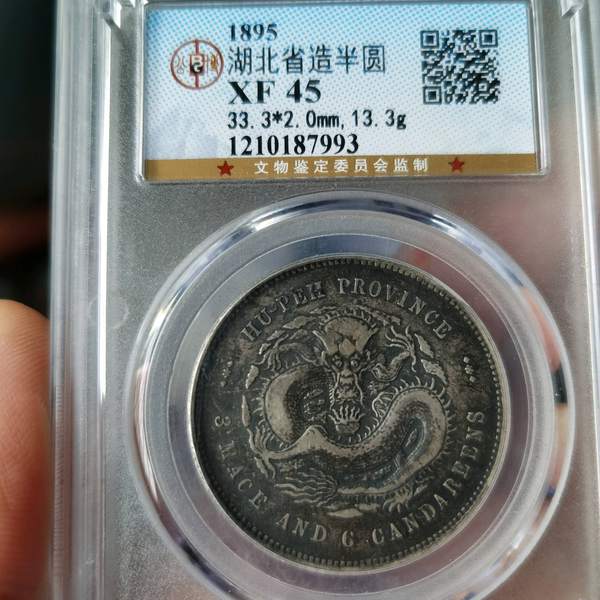 1895
湖北省造半圆
XF 45
33.3*2.0mm,13.3g
1210187993
文物鉴定委员会监制
HU-PEH PROVINCE
3 MACE AND 6 CANDAREENS